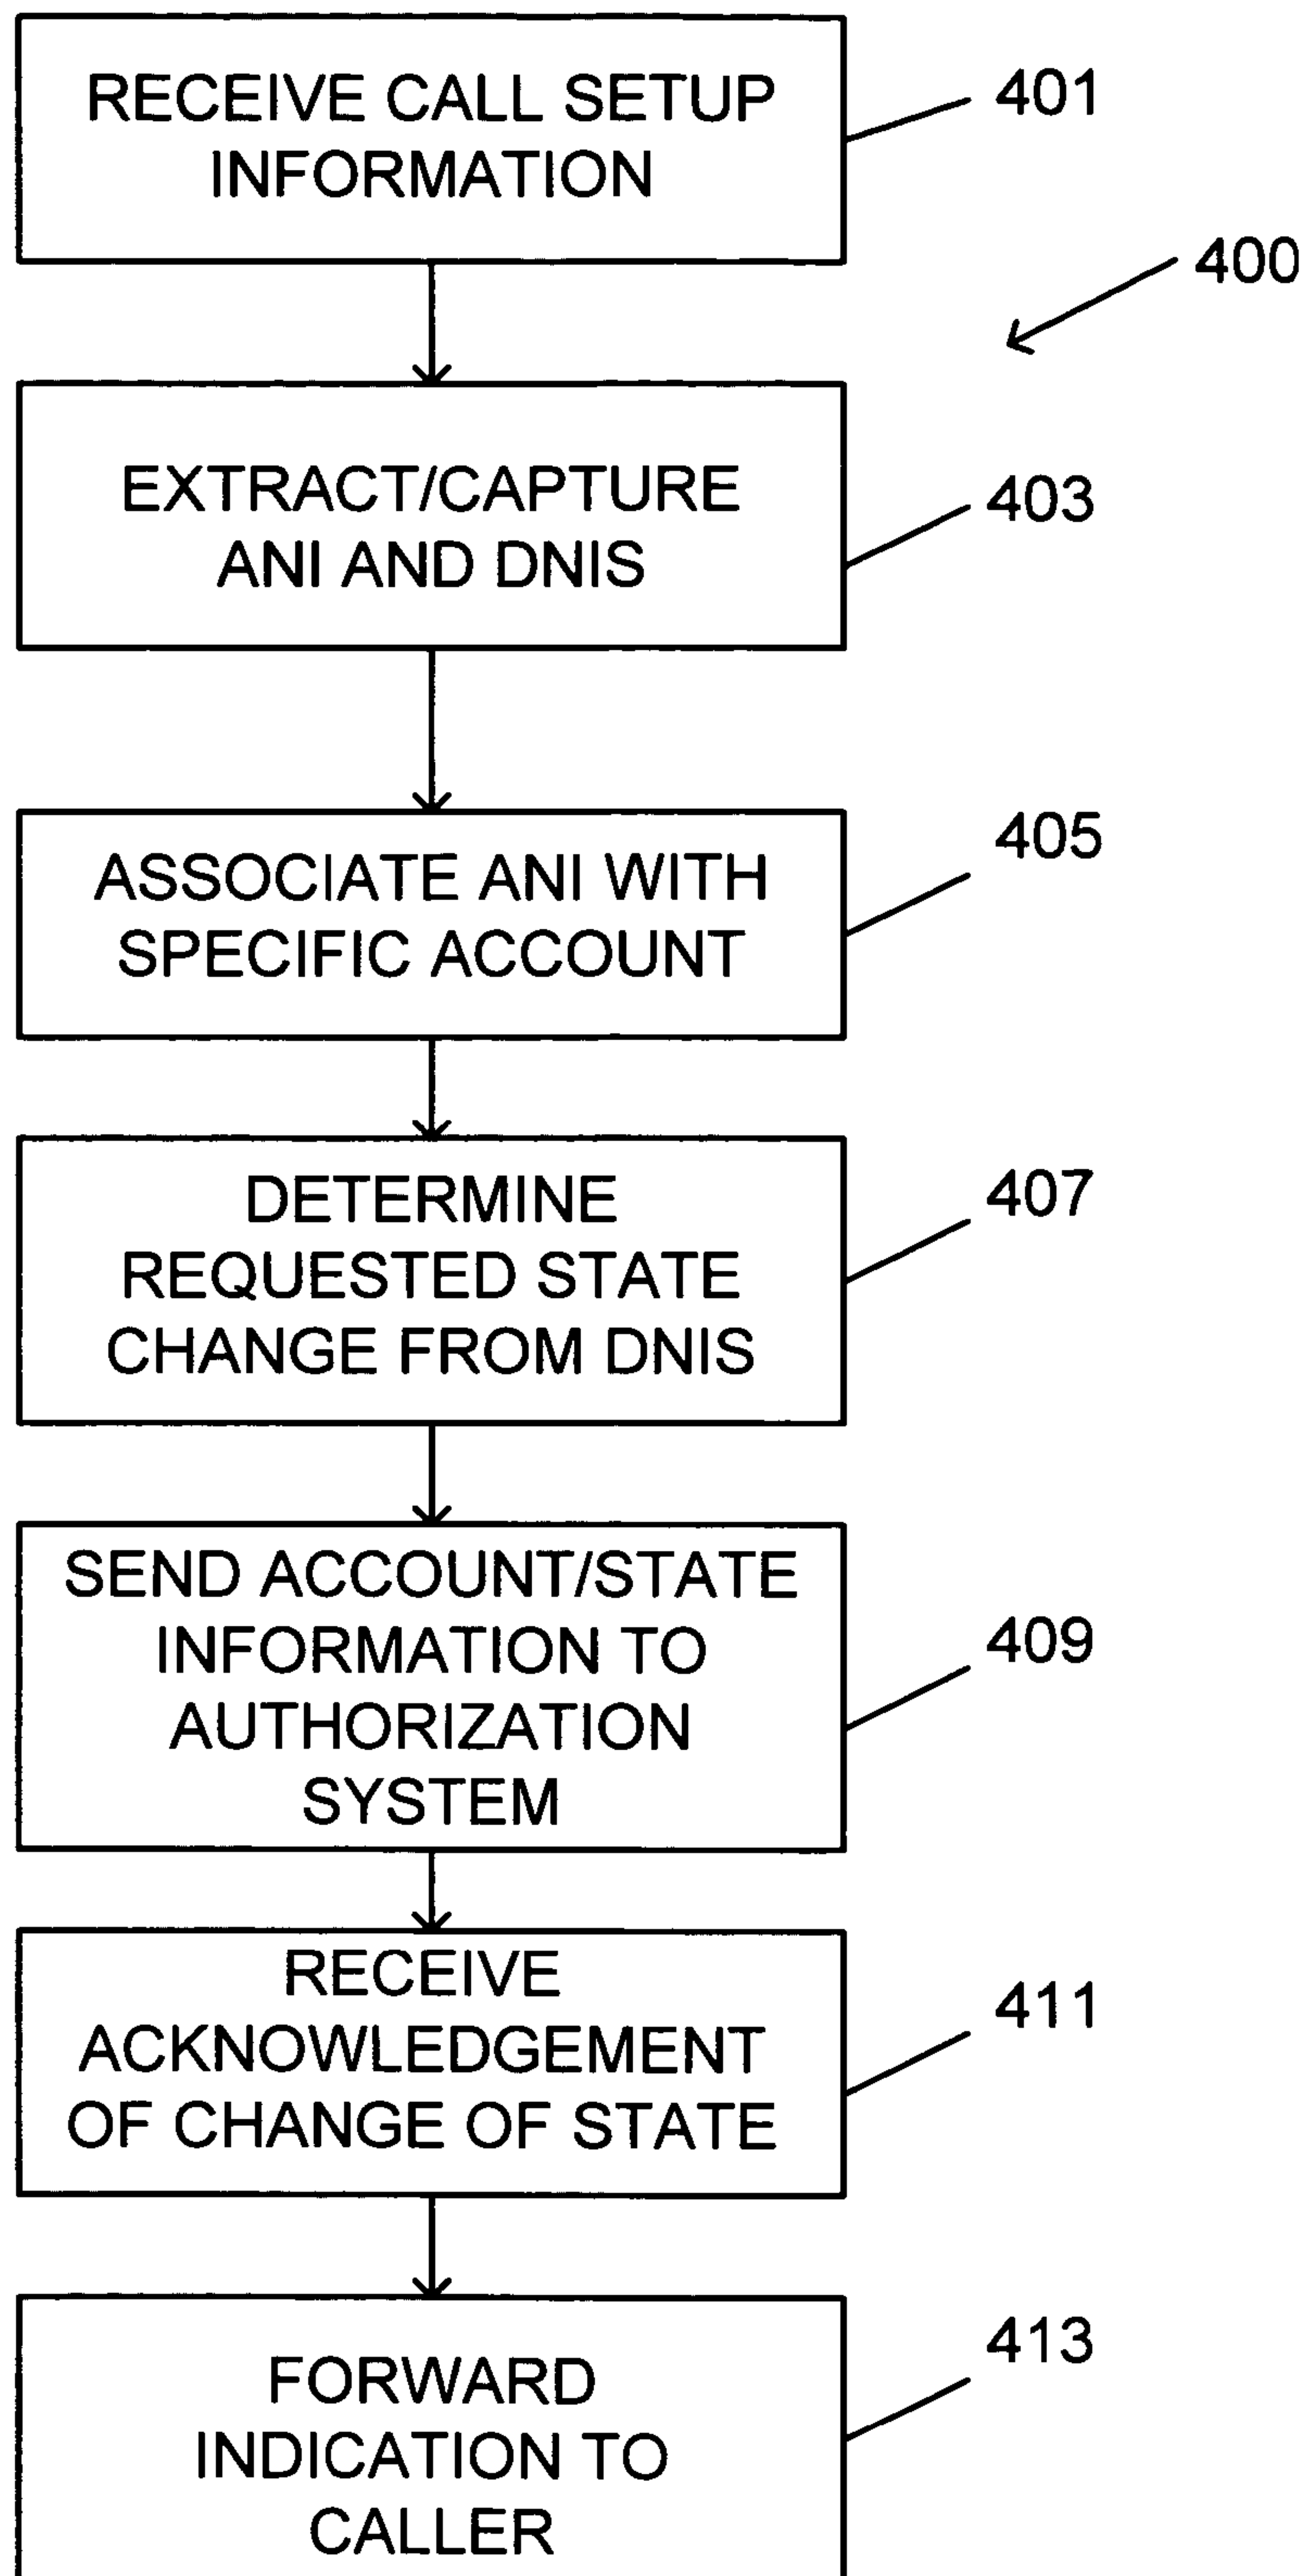 RECEIVE CALL SETUP
INFORMATION
401
400
EXTRACT/CAPTURE
ANI AND DNIS
403
ASSOCIATE ANI WITH
SPECIFIC ACCOUNT
405
DETERMINE
REQUESTED STATE
CHANGE FROM DNIS
407
SEND ACCOUNT/STATE
INFORMATION TO
AUTHORIZATION
SYSTEM
409
RECEIVE
ACKNOWLEDGEMENT
OF CHANGE OF STATE
411
FORWARD
INDICATION TO
CALLER
413